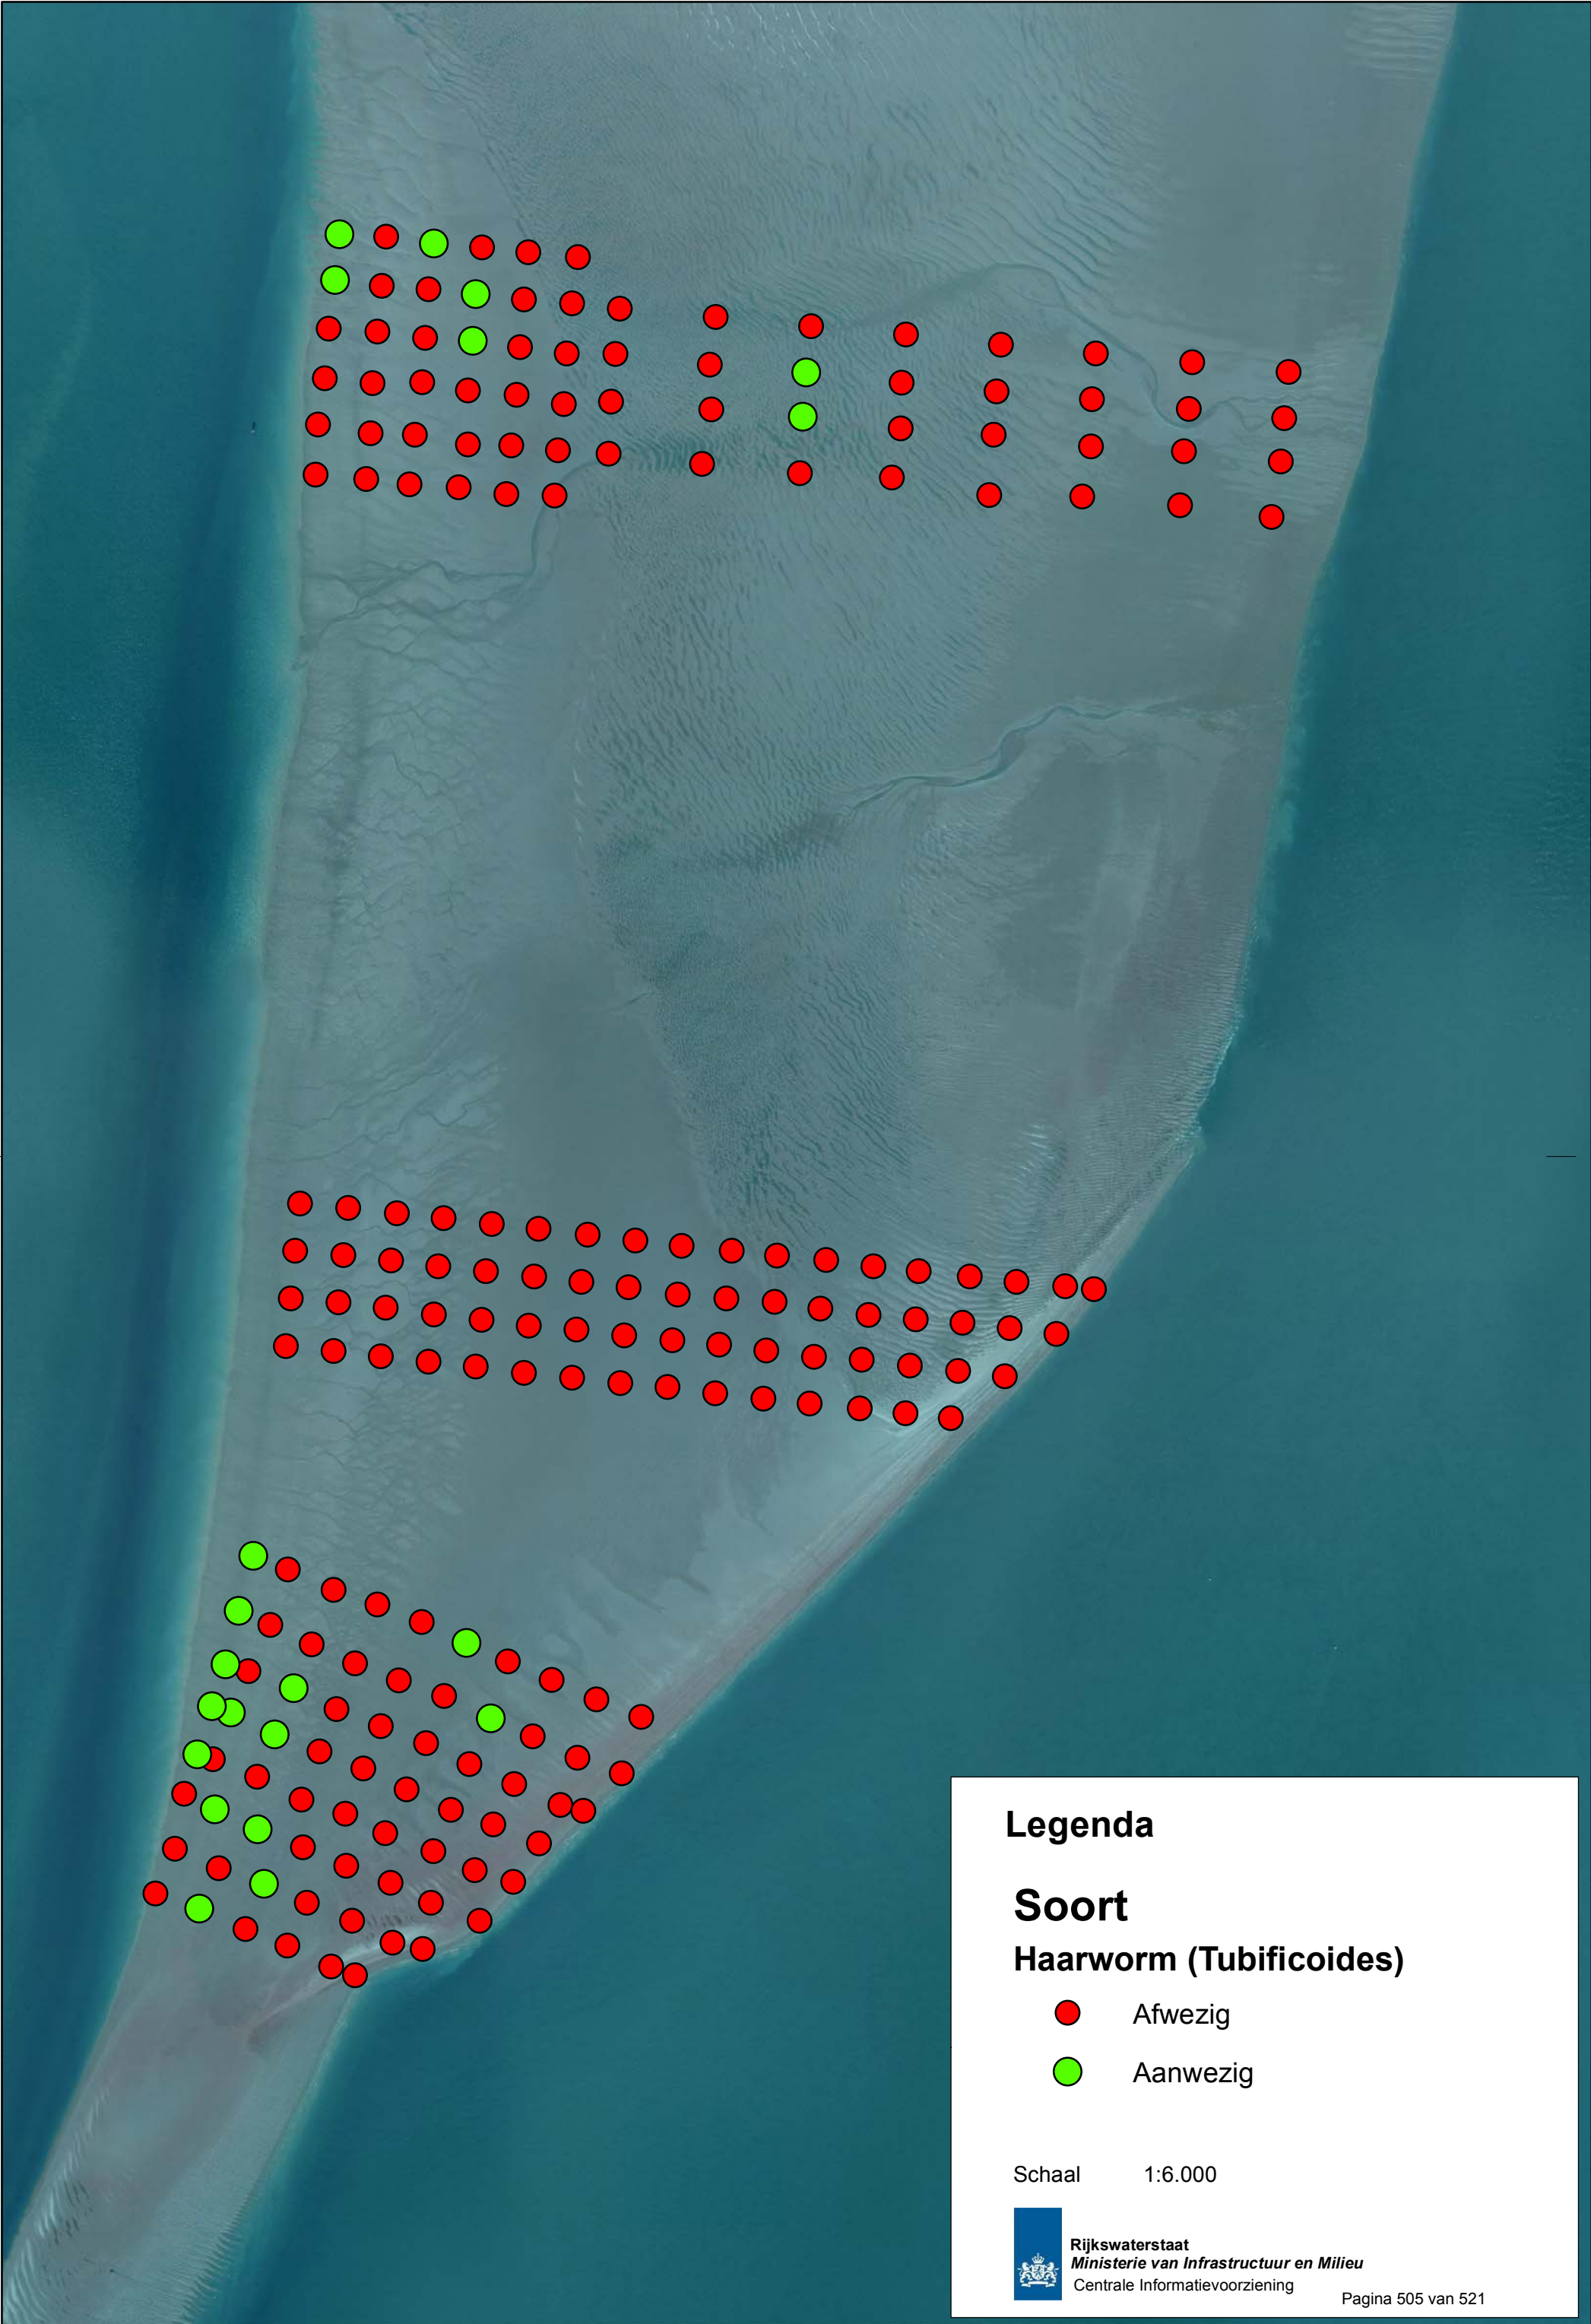 Legenda
Soort
Haarworm (Tubificoides)
Afwezig
Aanwezig
Schaal 1:6.000
Rijkswaterstaat
Ministerie van Infrastructuur en Milieu
Centrale Informatievoorziening
Pagina 505 van 521